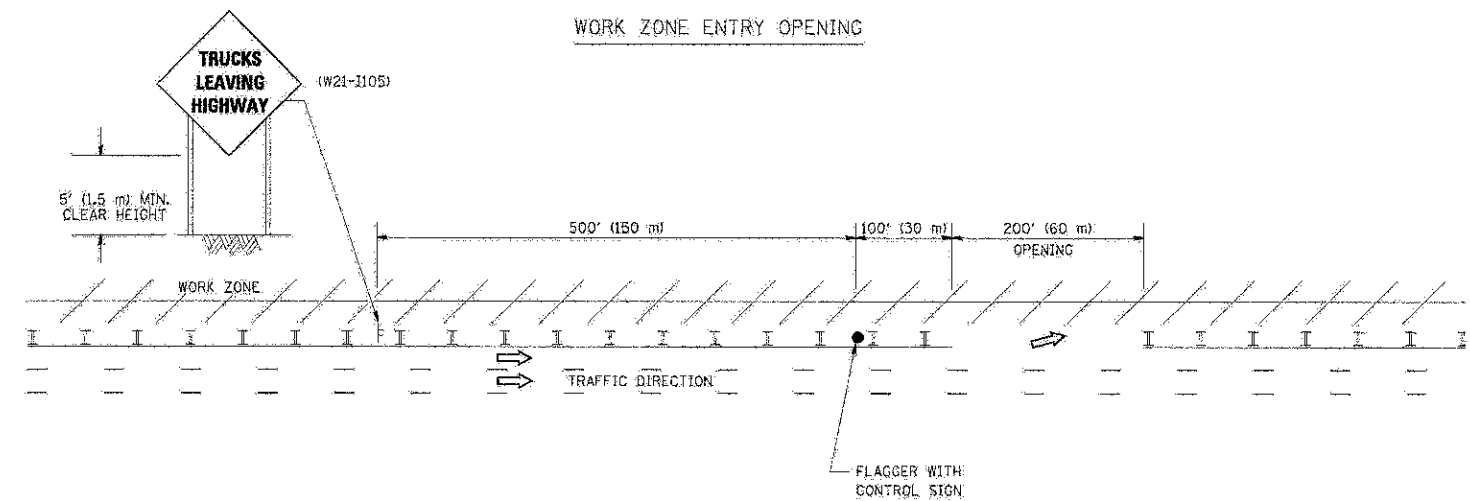 WORK ZONE ENTRY OPENING
TRUCKS
LEAVING
HIGHWAY
(W21-I105)
5' (1.5 m) MIN.
CLEAR HEIGHT
500' (150 m)
100' (30 m)
200' (60 m)
OPENING
WORK ZONE
TRAFFIC DIRECTION
FLAGGER WITH
CONTROL SIGN